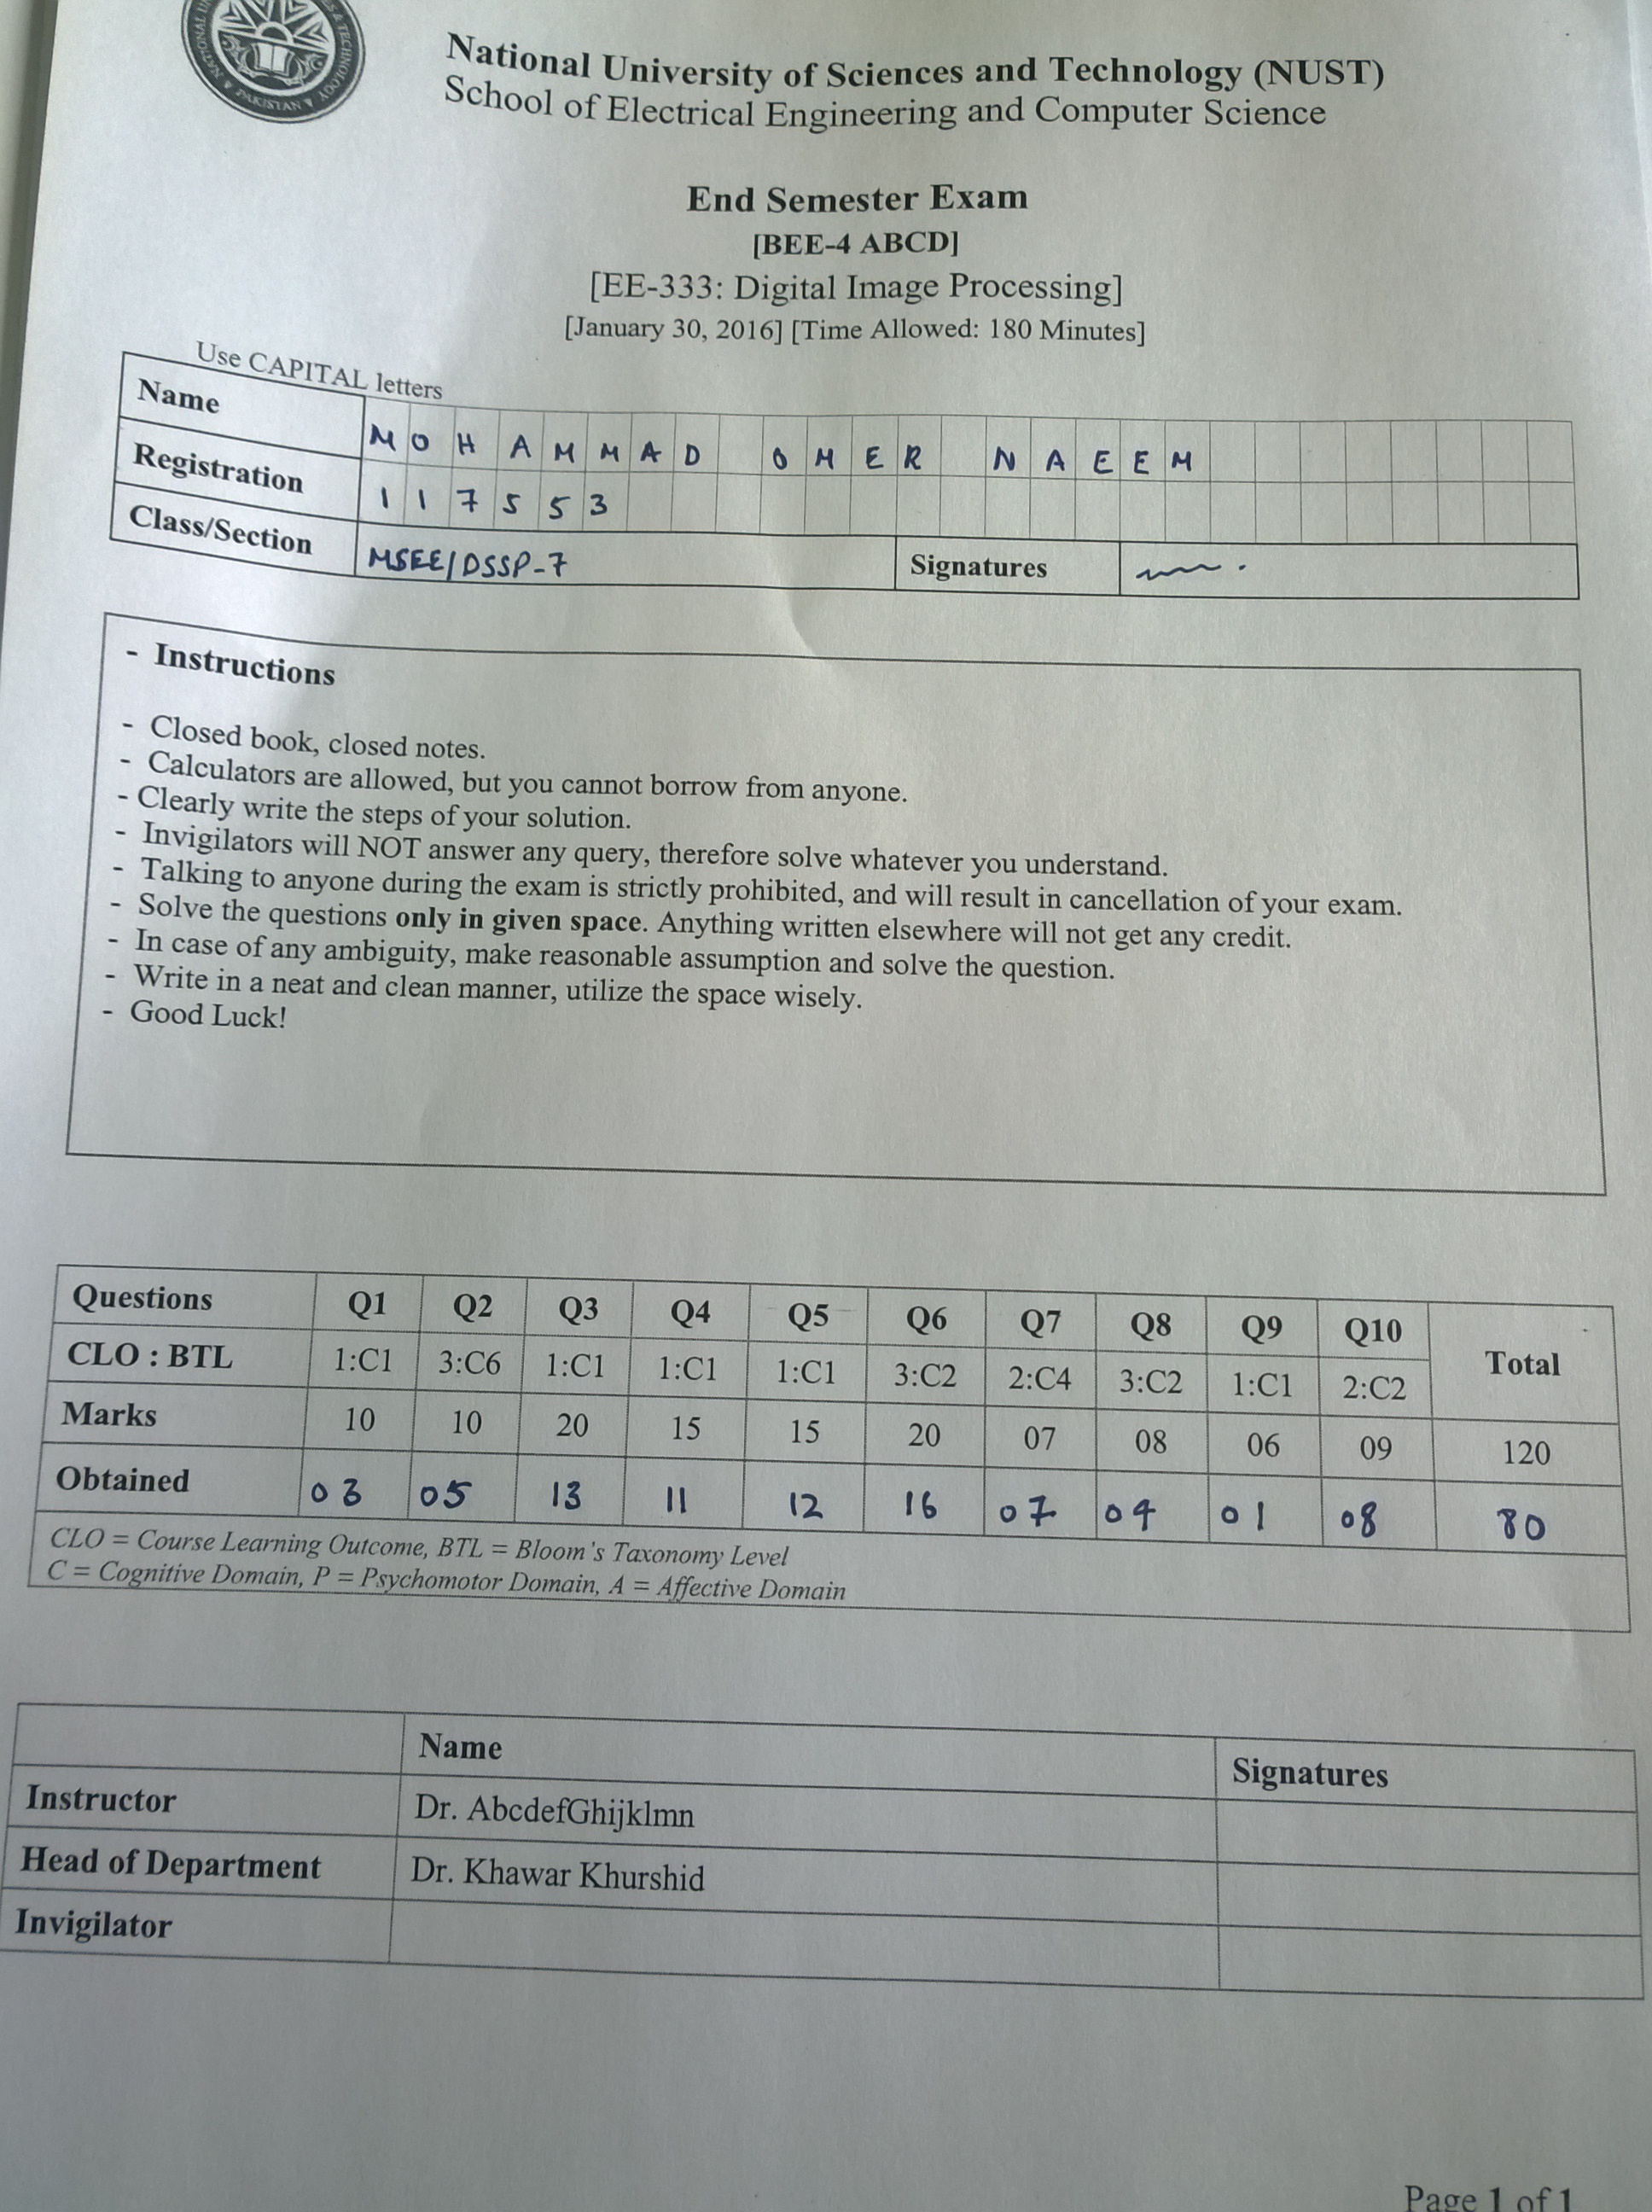 National University of Sciences and Technology (NUST)
School of Electrical Engineering and Computer Science
End Semester Exam
[BEE-4 ABCD]
[EE-333: Digital Image Processing]
[January 30, 2016] [Time Allowed: 180 Minutes]
Use CAPITAL letters
Name MOHAMMAD OMER NAEEM
Registration 117553
Class/Section MSEE/DSSP-7 Signatures
- Instructions
- Closed book, closed notes.
- Calculators are allowed, but you cannot borrow from anyone.
- Clearly write the steps of your solution.
- Invigilators will NOT answer any query, therefore solve whatever you understand.
- Talking to anyone during the exam is strictly prohibited, and will result in cancellation of your exam.
- Solve the questions only in given space. Anything written elsewhere will not get any credit.
- In case of any ambiguity, make reasonable assumption and solve the question.
- Write in a neat and clean manner, utilize the space wisely.
- Good Luck!
Questions Q1 Q2 Q3 Q4 Q5 Q6 Q7 Q8 Q9 Q10 Total
CLO : BTL 1:C1 3:C6 1:C1 1:C1 1:C1 3:C2 2:C4 3:C2 1:C1 2:C2
Marks 10 10 20 15 15 20 07 08 06 09 120
Obtained 03 05 13 11 12 16 07 04 01 08 80
CLO = Course Learning Outcome, BTL = Bloom's Taxonomy Level
C = Cognitive Domain, P = Psychomotor Domain, A = Affective Domain
Name Signatures
Instructor Dr. AbcdefGhijklmn
Head of Department Dr. Khawar Khurshid
Invigilator
Page 1 of 1